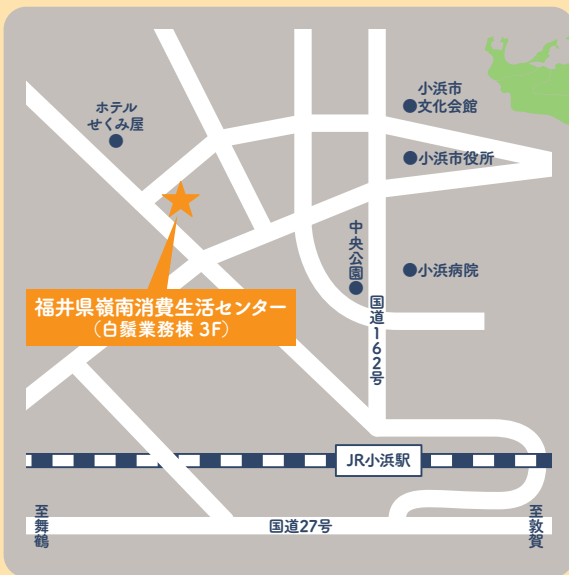 ホテル
せくみ屋
小浜市
文化会館
小浜市役所
中央公園
小浜病院
福井県嶺南消費生活センター
(白鬚業務棟 3F)
国道162号
JR小浜駅
至舞鶴
国道27号
至敦賀